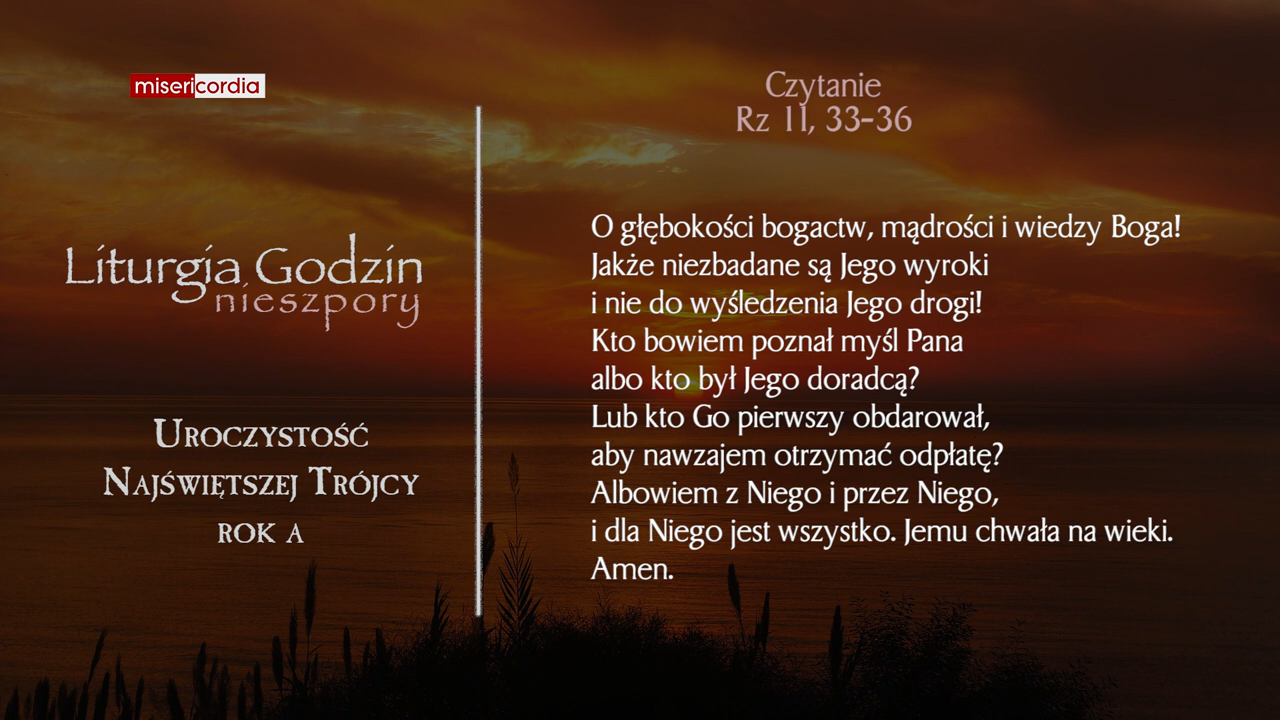 misericordia
Liturgia Godzin
nieszpory
Uroczystość
Najświętszej Trójcy
rok a
Czytanie
Rz 11, 33-36
O głębokości bogactw, mądrości i wiedzy Boga!
Jakże niezbadane są Jego wyroki
i nie do wyśledzenia Jego drogi!
Kto bowiem poznał myśl Pana
albo kto był Jego doradcą?
Lub kto Go pierwszy obdarował,
aby nawzajem otrzymać odpłatę?
Albowiem z Niego i przez Niego,
i dla Niego jest wszystko. Jemu chwała na wieki.
Amen.